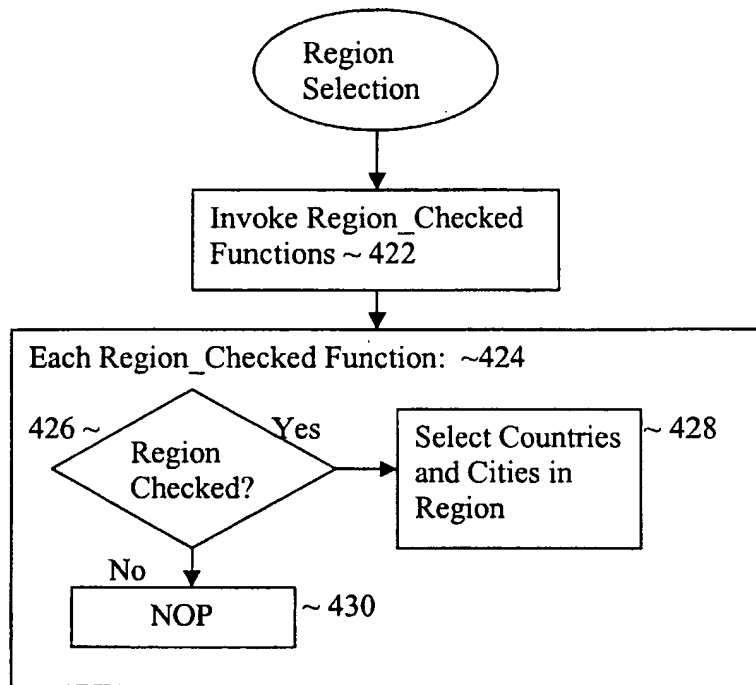 Region
Selection
Invoke Region_Checked
Functions ~ 422
Each Region_Checked Function: ~424
426 ~
Yes
Region
Checked?
Select Countries
and Cities in
Region
~ 428
No
NOP
~ 430